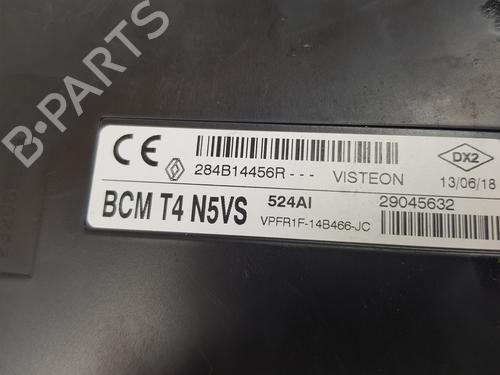 B-PARTS
CE
DX2
284B14456R--- VISTEON 13/06/18
BCM T4 N5VS 524AI 29045632
VPFR1F-14B466-JC